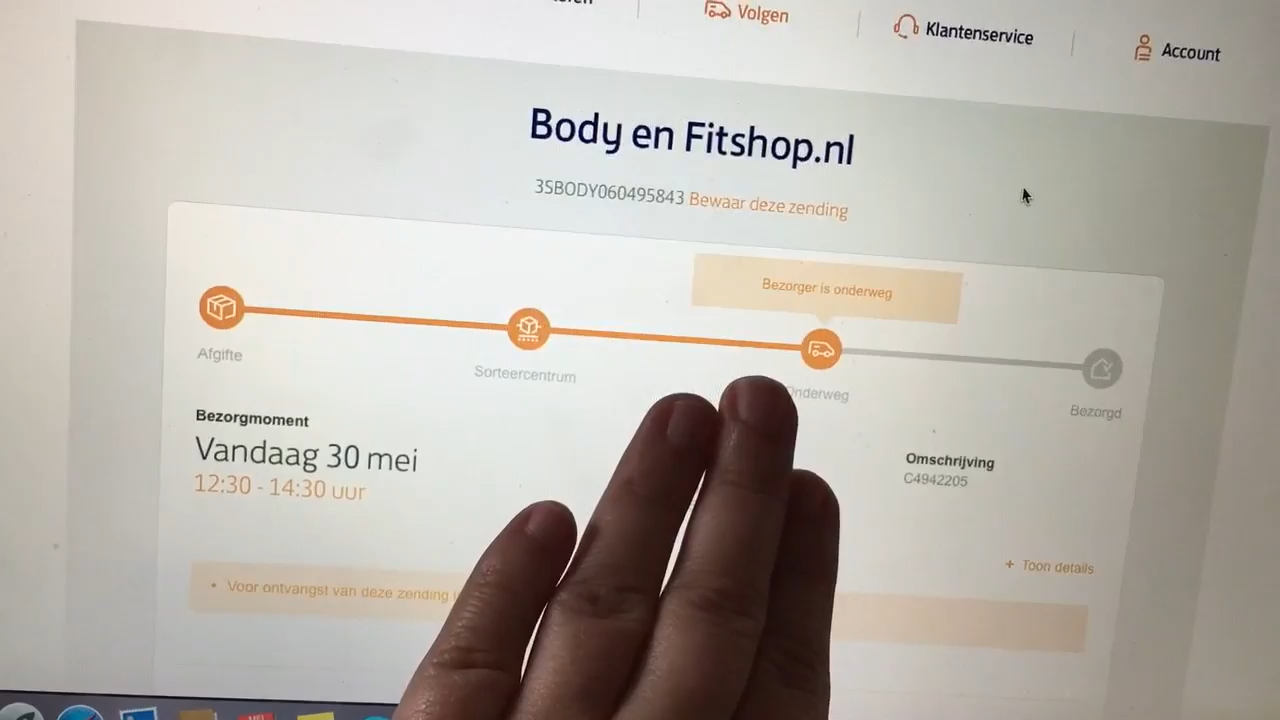 Volgen
Klantenservice
Account
Body en Fitshop.nl
3SBODY060495843 Bewaar deze zending
Bezorger is onderweg
Afgifte
Sorteercentrum
Onderweg
Bezorgd
Bezorgmoment
Vandaag 30 mei
12:30 - 14:30 uur
Omschrijving
C4942205
+ Toon details
• Voor ontvangst van deze zending